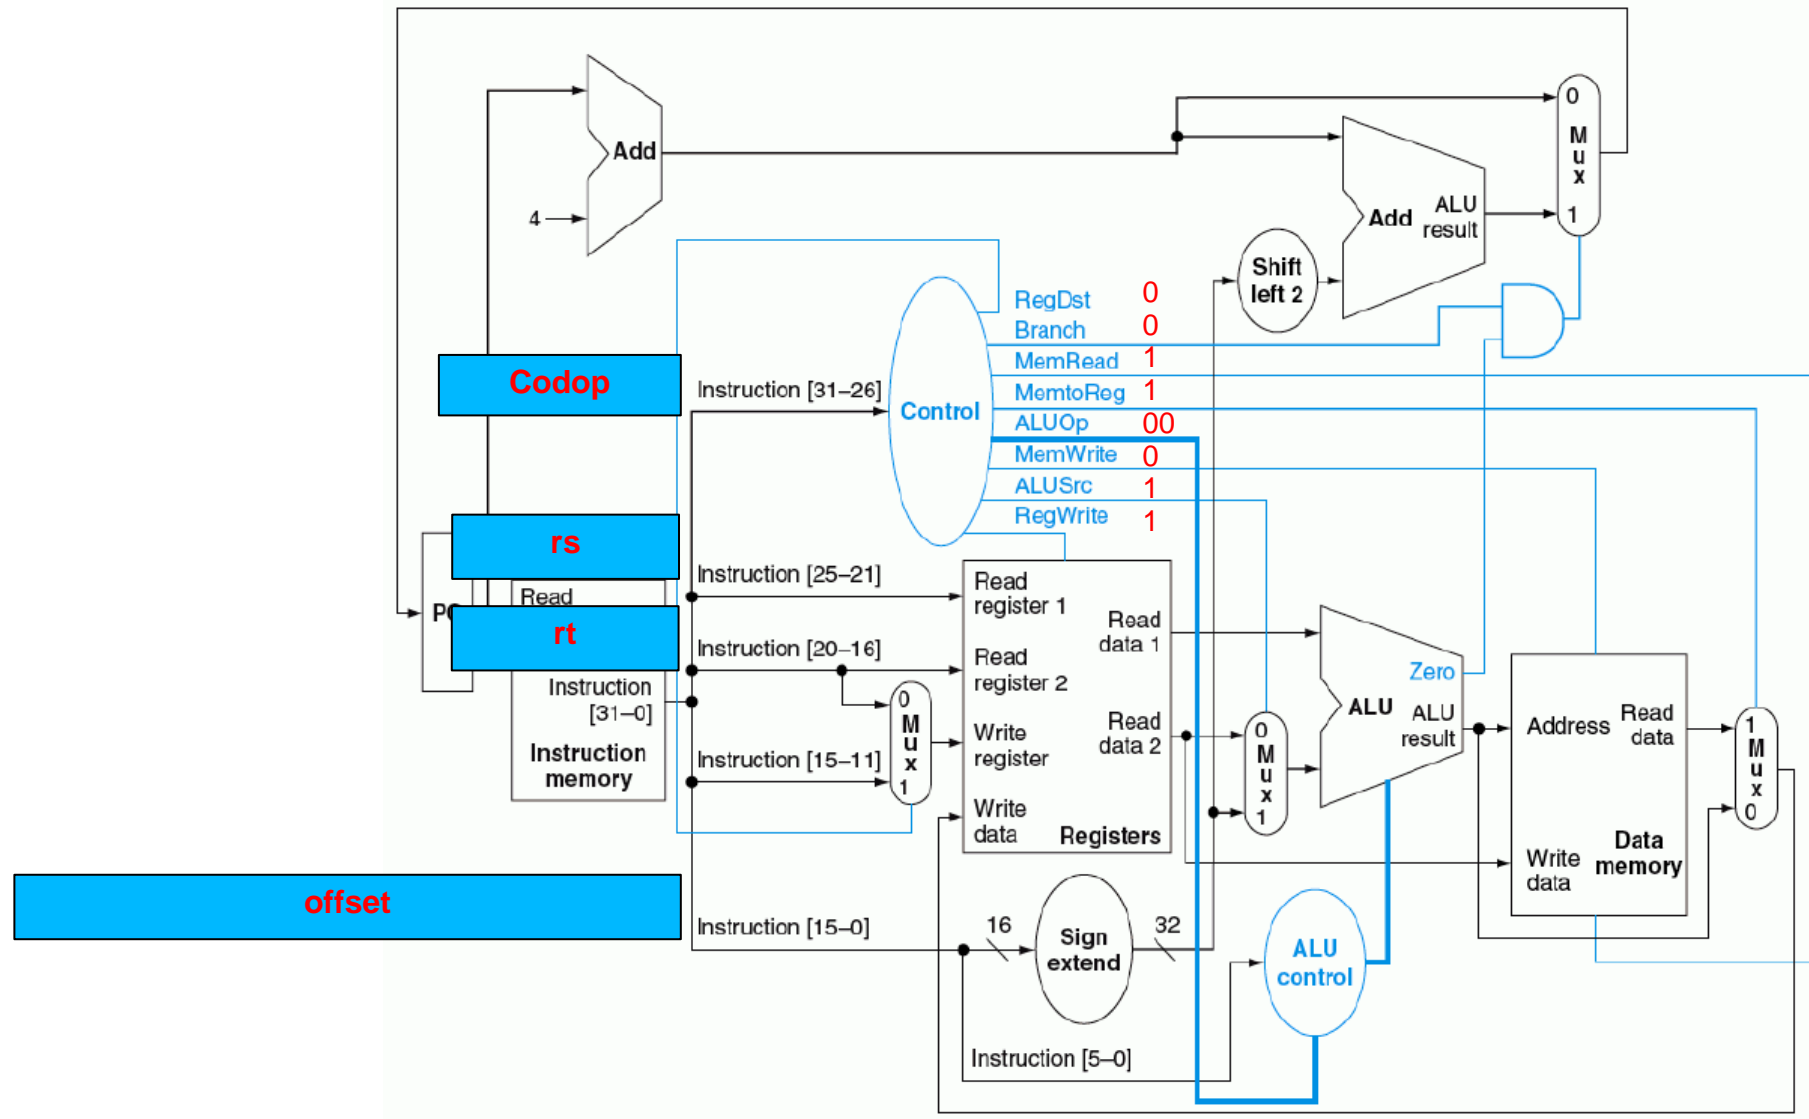 Add
4
0
Mux
1
Add
ALU
result
Shift
left 2
RegDst 0
Branch 0
MemRead 1
MemtoReg 1
ALUOp 00
MemWrite 0
ALUSrc 1
RegWrite 1
Codop
Instruction [31–26]
Control
rs
Instruction [25–21]
Read
register 1
Read
data 1
PC
Read
rt
Instruction [20–16]
Read
register 2
Read
data 2
Instruction
[31–0]
Instruction
memory
0
Mux
1
Write
register
Instruction [15–11]
Write
data
Registers
0
Mux
1
Zero
ALU
ALU
result
Address
Read
data
Write
data
Data
memory
1
Mux
0
offset
Instruction [15–0]
16
Sign
extend
32
ALU
control
Instruction [5–0]